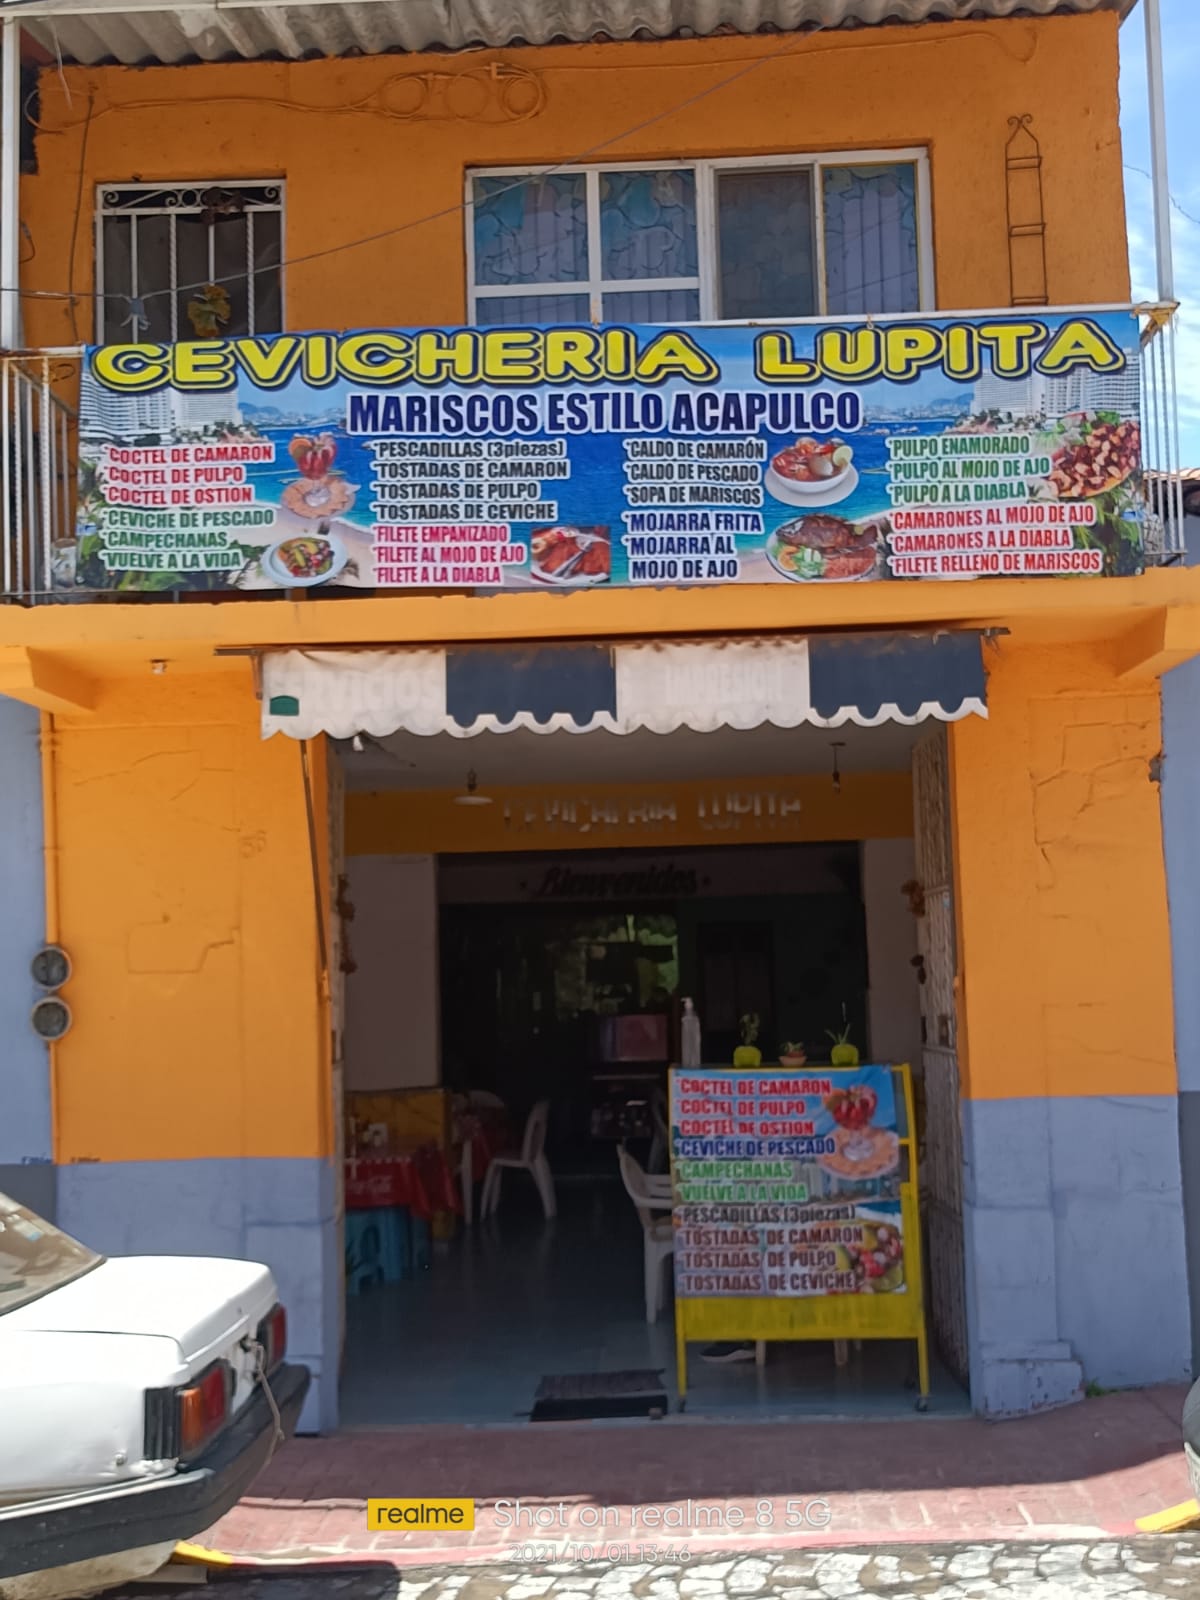 CEVICHERIA LUPITA
MARISCOS ESTILO ACAPULCO
*COCTEL DE CAMARON
*COCTEL DE PULPO
*COCTEL DE OSTION
*CEVICHE DE PESCADO
*CAMPECHANAS
*VUELVE A LA VIDA
*PESCADILLAS (3piezas)
*TOSTADAS DE CAMARON
*TOSTADAS DE PULPO
*TOSTADAS DE CEVICHE
*FILETE EMPANIZADO
*FILETE AL MOJO DE AJO
*FILETE A LA DIABLA
*CALDO DE CAMARÓN
*CALDO DE PESCADO
*SOPA DE MARISCOS
*MOJARRA FRITA
*MOJARRA AL
MOJO DE AJO
*PULPO ENAMORADO
*PULPO AL MOJO DE AJO
*PULPO A LA DIABLA
*CAMARONES AL MOJO DE AJO
*CAMARONES A LA DIABLA
*FILETE RELLENO DE MARISCOS
SERVICIOS
CEVICHERIA LUPITA
Bienvenidos
*COCTEL DE CAMARON
*COCTEL DE PULPO
*COCTEL DE OSTION
*CEVICHE DE PESCADO
*CAMPECHANAS
*VUELVE A LA VIDA
*PESCADILLAS (3piezas)
*TOSTADAS DE CAMARON
*TOSTADAS DE PULPO
*TOSTADAS DE CEVICHE
realme Shot on realme 8 5G
2021/10/01 13:46